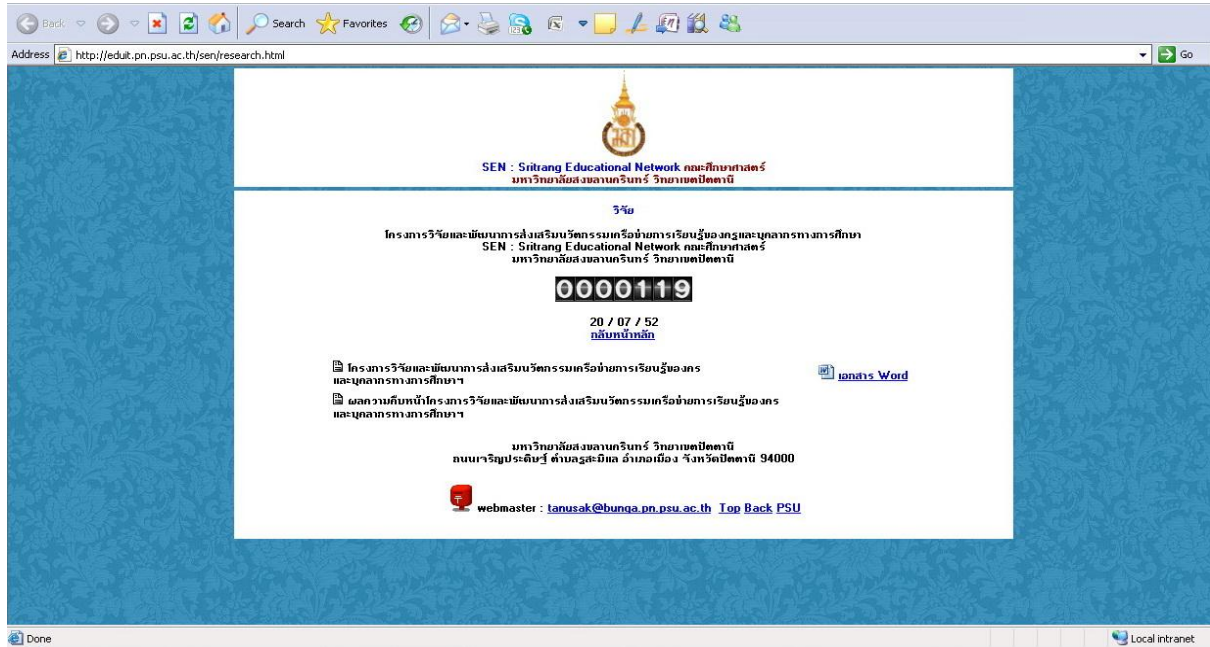 Back
Search
Favorites
Address http://eduit.pn.psu.ac.th/sen/research.html
Go
มอ
SEN : Sritrang Educational Network คณะศึกษาศาสตร์
มหาวิทยาลัยสงขลานครินทร์ วิทยาเขตปัตตานี
วิจัย
โครงการวิจัยและพัฒนาการส่งเสริมนวัตกรรมเครือข่ายการเรียนรู้ของครูและบุคลากรทางการศึกษา
SEN : Sritrang Educational Network คณะศึกษาศาสตร์
มหาวิทยาลัยสงขลานครินทร์ วิทยาเขตปัตตานี
0000119
20 / 07 / 52
กลับหน้าหลัก
โครงการวิจัยและพัฒนาการส่งเสริมนวัตกรรมเครือข่ายการเรียนรู้ของคร
และบุคลากรทางการศึกษาฯ
เอกสาร Word
ผลความคืบหน้าโครงการวิจัยและพัฒนาการส่งเสริมนวัตกรรมเครือข่ายการเรียนรู้ของคร
และบุคลากรทางการศึกษาฯ
มหาวิทยาลัยสงขลานครินทร์ วิทยาเขตปัตตานี
ถนนเจริญประดิษฐ์ ตำบลรูสะมิแล อำเภอเมือง จังหวัดปัตตานี 94000
webmaster : tanusak@bunga.pn.psu.ac.th Top Back PSU
Done
Local intranet